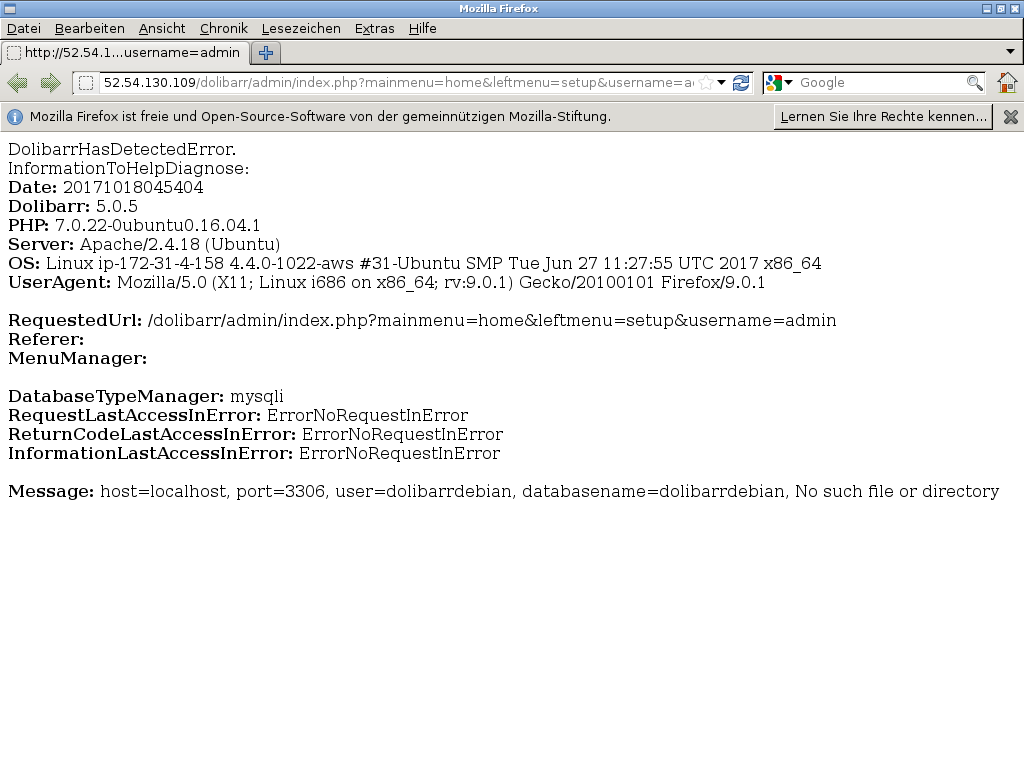 Mozilla Firefox
Datei Bearbeiten Ansicht Chronik Lesezeichen Extras Hilfe
http://52.54.1...username=admin
52.54.130.109/dolibarr/admin/index.php?mainmenu=home&leftmenu=setup&username=a Google
Mozilla Firefox ist freie und Open-Source-Software von der gemeinnützigen Mozilla-Stiftung. Lernen Sie Ihre Rechte kennen...
DolibarrHasDetectedError.
InformationToHelpDiagnose:
Date: 20171018045404
Dolibarr: 5.0.5
PHP: 7.0.22-0ubuntu0.16.04.1
Server: Apache/2.4.18 (Ubuntu)
OS: Linux ip-172-31-4-158 4.4.0-1022-aws #31-Ubuntu SMP Tue Jun 27 11:27:55 UTC 2017 x86_64
UserAgent: Mozilla/5.0 (X11; Linux i686 on x86_64; rv:9.0.1) Gecko/20100101 Firefox/9.0.1
RequestedUrl: /dolibarr/admin/index.php?mainmenu=home&leftmenu=setup&username=admin
Referer:
MenuManager:
DatabaseTypeManager: mysqli
RequestLastAccessInError: ErrorNoRequestInError
ReturnCodeLastAccessInError: ErrorNoRequestInError
InformationLastAccessInError: ErrorNoRequestInError
Message: host=localhost, port=3306, user=dolibarrdebian, databasename=dolibarrdebian, No such file or directory